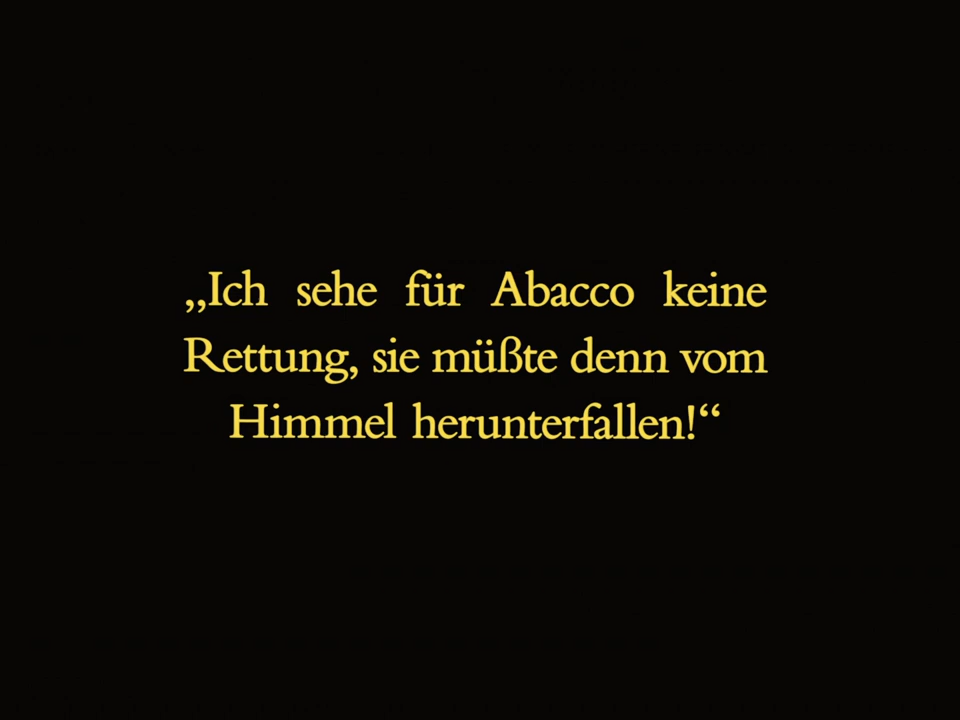 „Ich sehe für Abacco keine
Rettung, sie müßte denn vom
Himmel herunterfallen!“